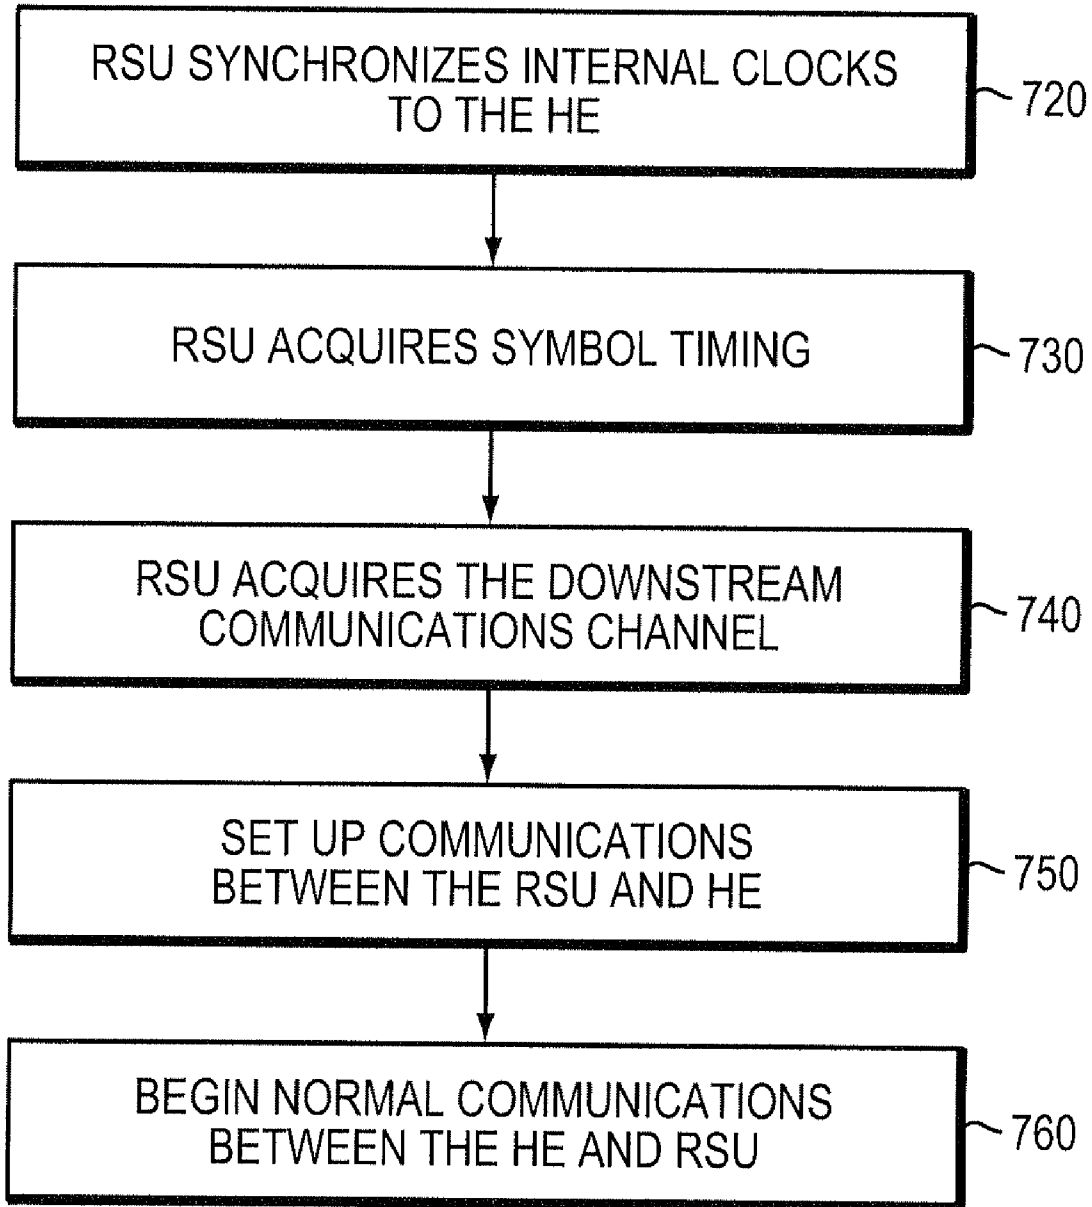 RSU SYNCHRONIZES INTERNAL CLOCKS
TO THE HE
720
RSU ACQUIRES SYMBOL TIMING
730
RSU ACQUIRES THE DOWNSTREAM
COMMUNICATIONS CHANNEL
740
SET UP COMMUNICATIONS
BETWEEN THE RSU AND HE
750
BEGIN NORMAL COMMUNICATIONS
BETWEEN THE HE AND RSU
760